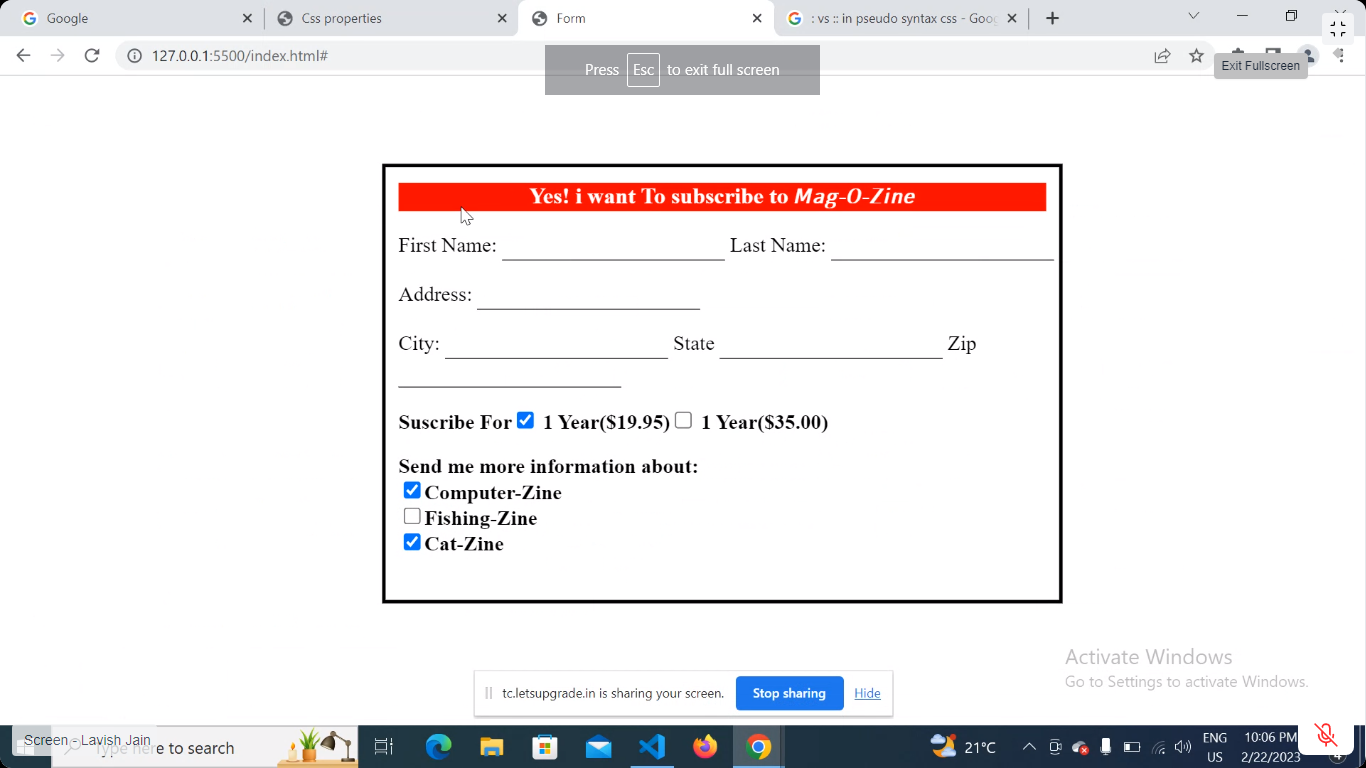 Google
Css properties
Form
: vs :: in pseudo syntax css - Goo
127.0.0.1:5500/index.html#
Press Esc to exit full screen
Exit Fullscreen
Yes! i want To subscribe to Mag-O-Zine
First Name: Last Name:
Address:
City: State Zip
Suscribe For 1 Year($19.95) 1 Year($35.00)
Send me more information about:
Computer-Zine
Fishing-Zine
Cat-Zine
Activate Windows
Go to Settings to activate Windows.
tc.letsupgrade.in is sharing your screen. Stop sharing Hide
Screen - Lavish Jain
Type here to search
21°C
ENG
US
10:06 PM
2/22/2023
4